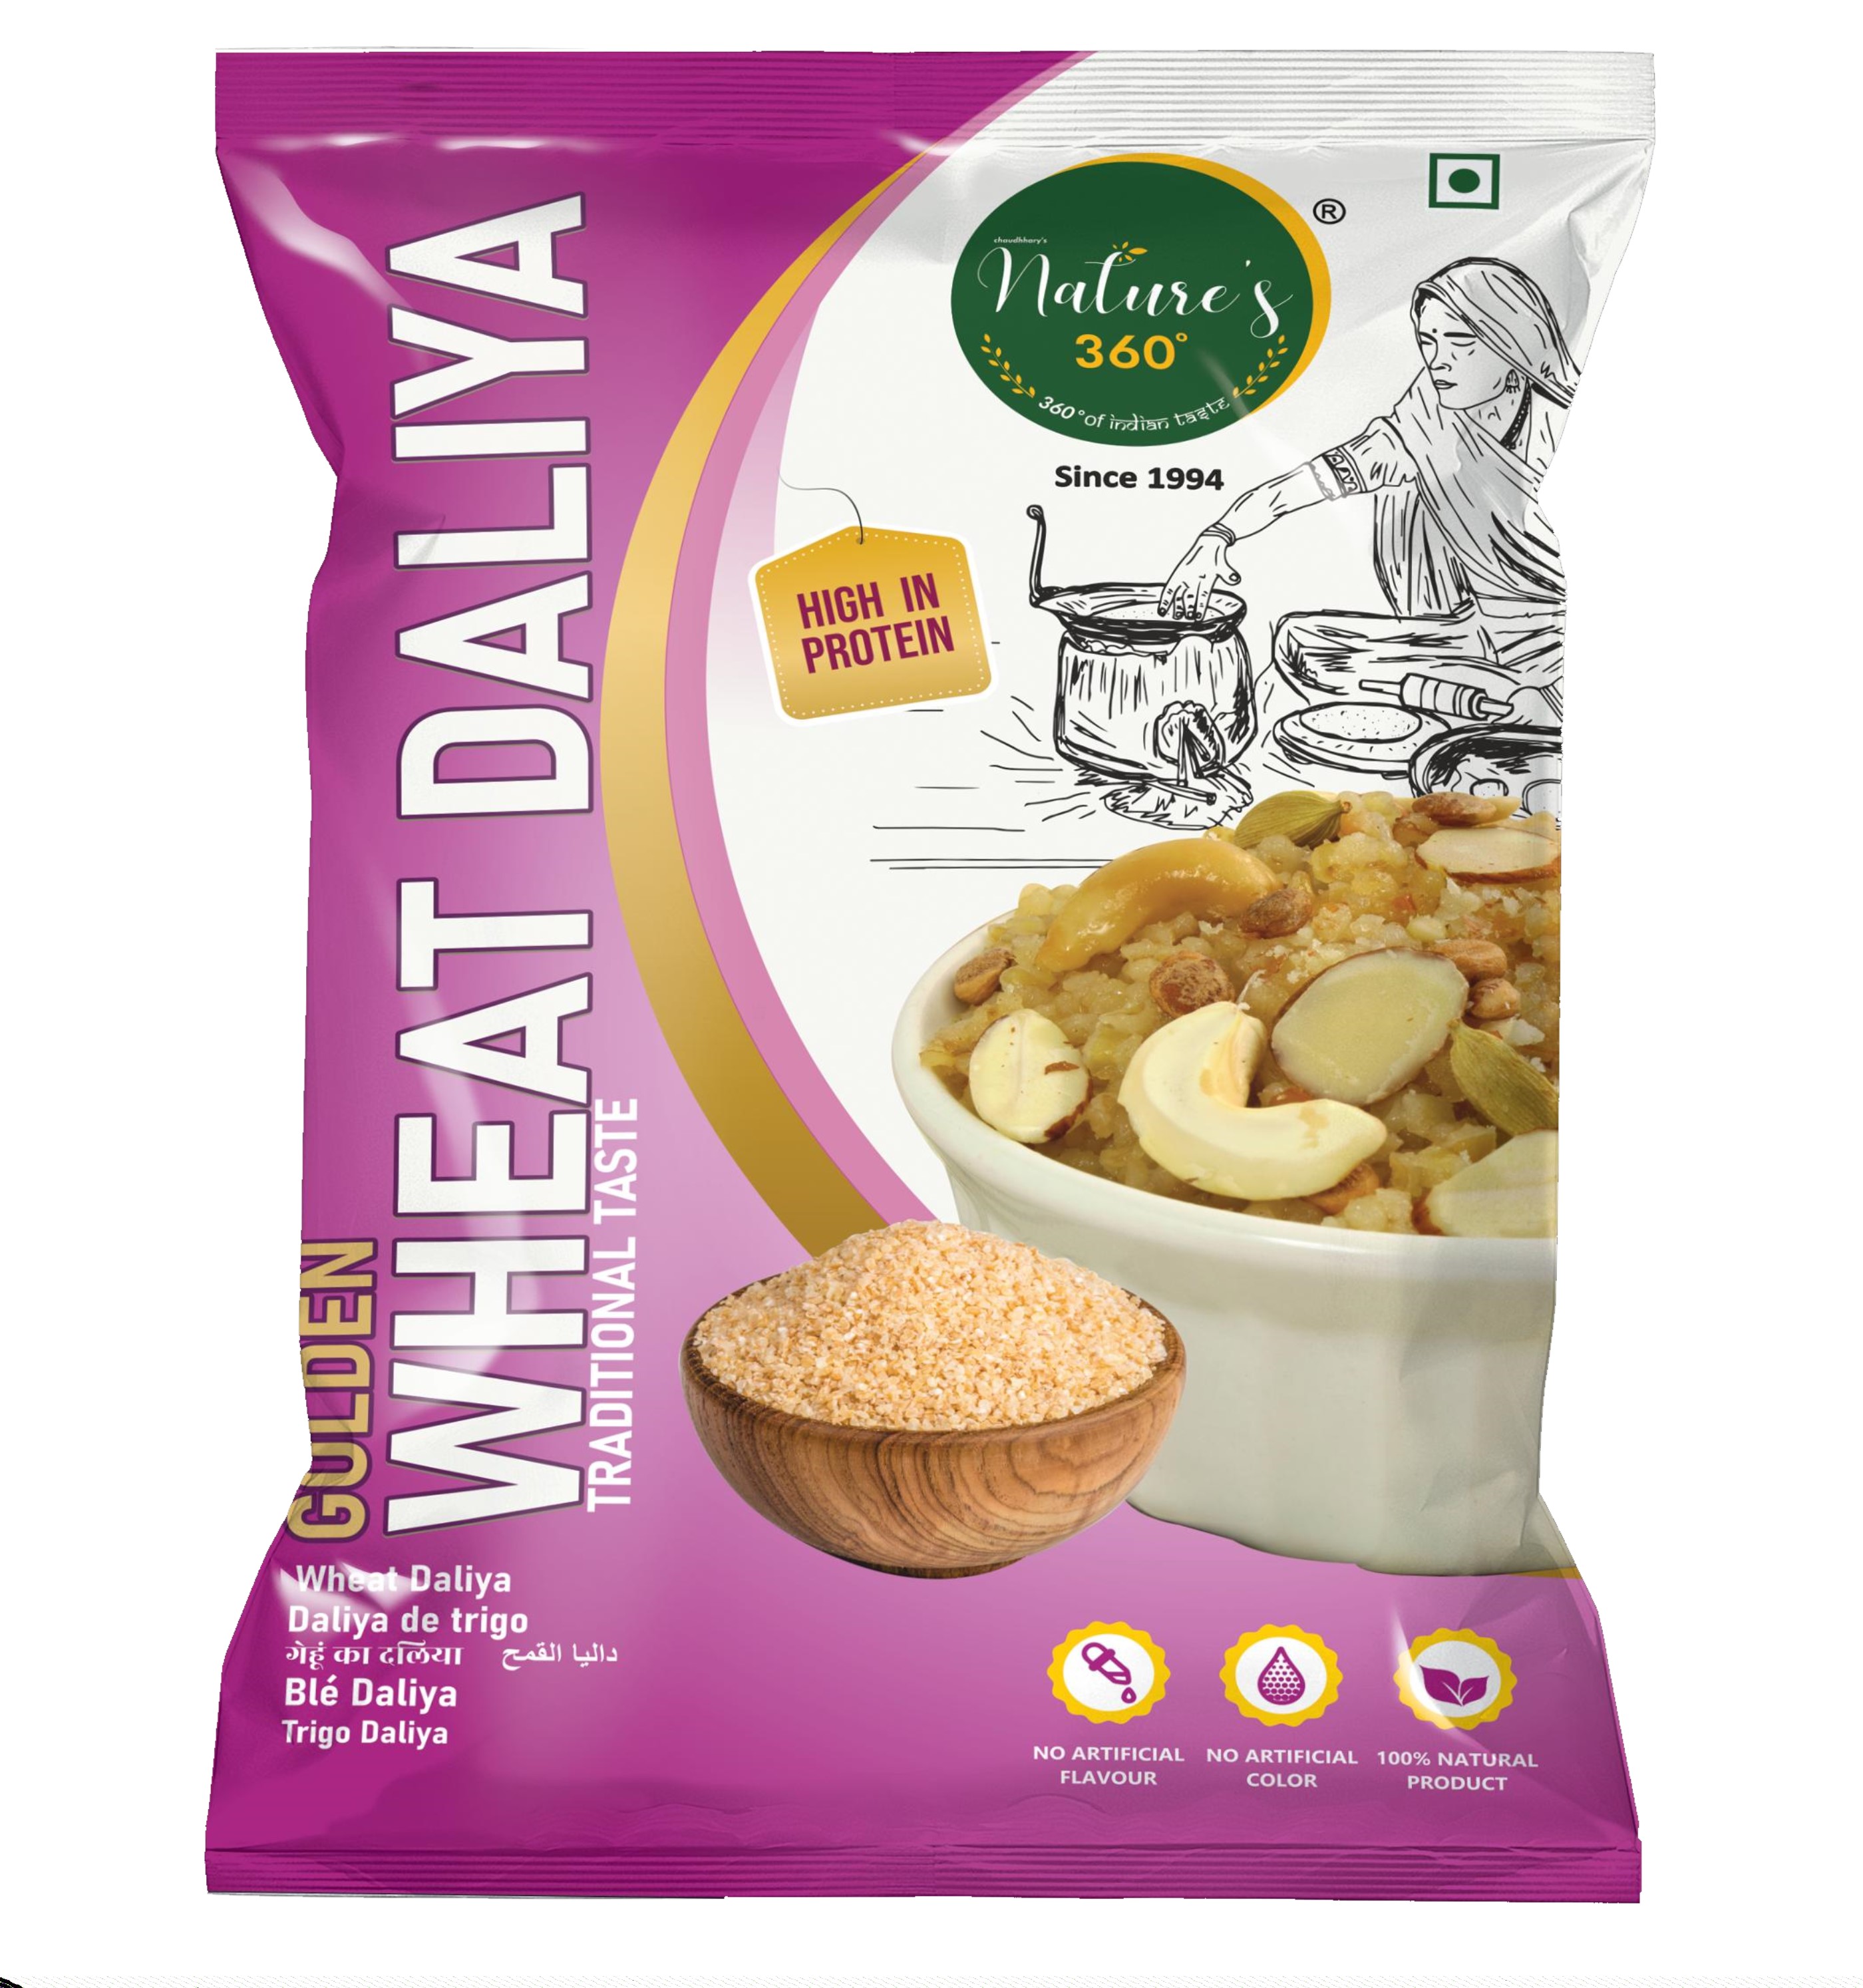 chaudhhary's
Nature's
360°
360° of indian taste
®
Since 1994
HIGH IN
PROTEIN
GOLDEN
WHEAT DALIYA
TRADITIONAL TASTE
Wheat Daliya
Daliya de trigo
गेहूं का दलिया داليا القمح
Blé Daliya
Trigo Daliya
NO ARTIFICIAL
FLAVOUR
NO ARTIFICIAL
COLOR
100% NATURAL
PRODUCT